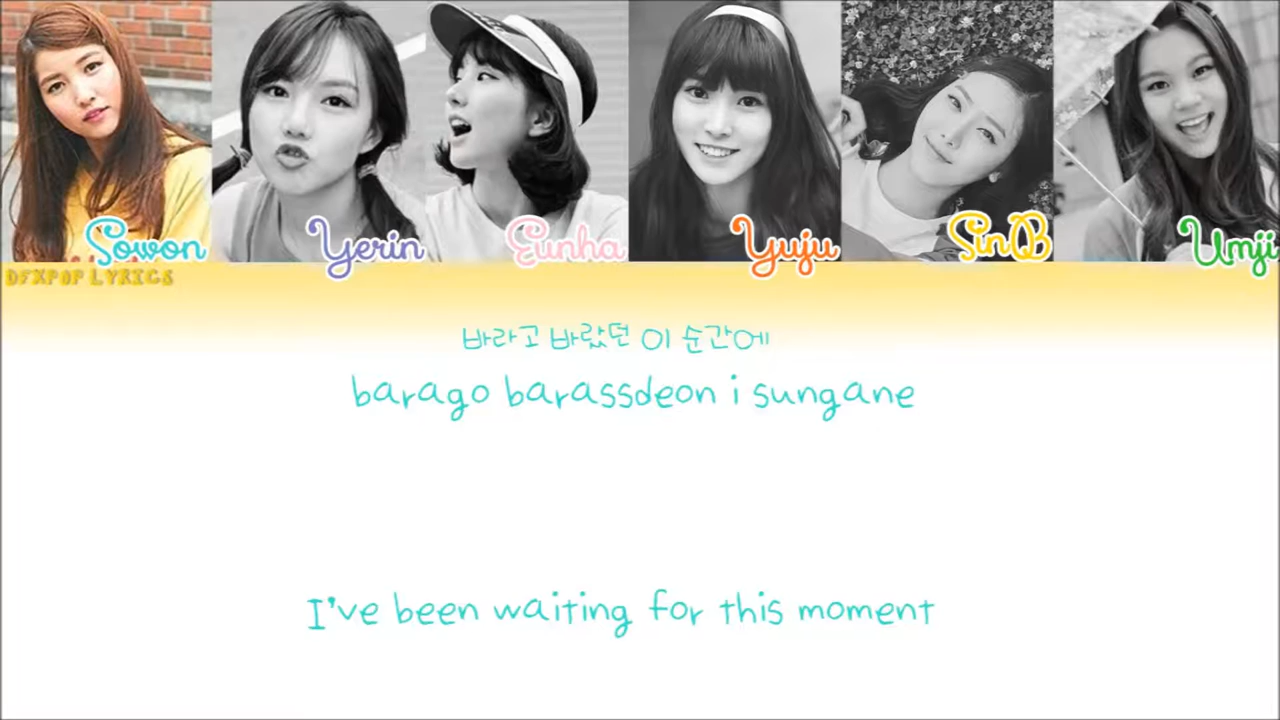 Sowon Yerin Eunha Yuju SinB Umji
DFXPOP LYRICS
바라고 바랐던 이 순간에
barago barassdeon i sungane
I've been waiting for this moment